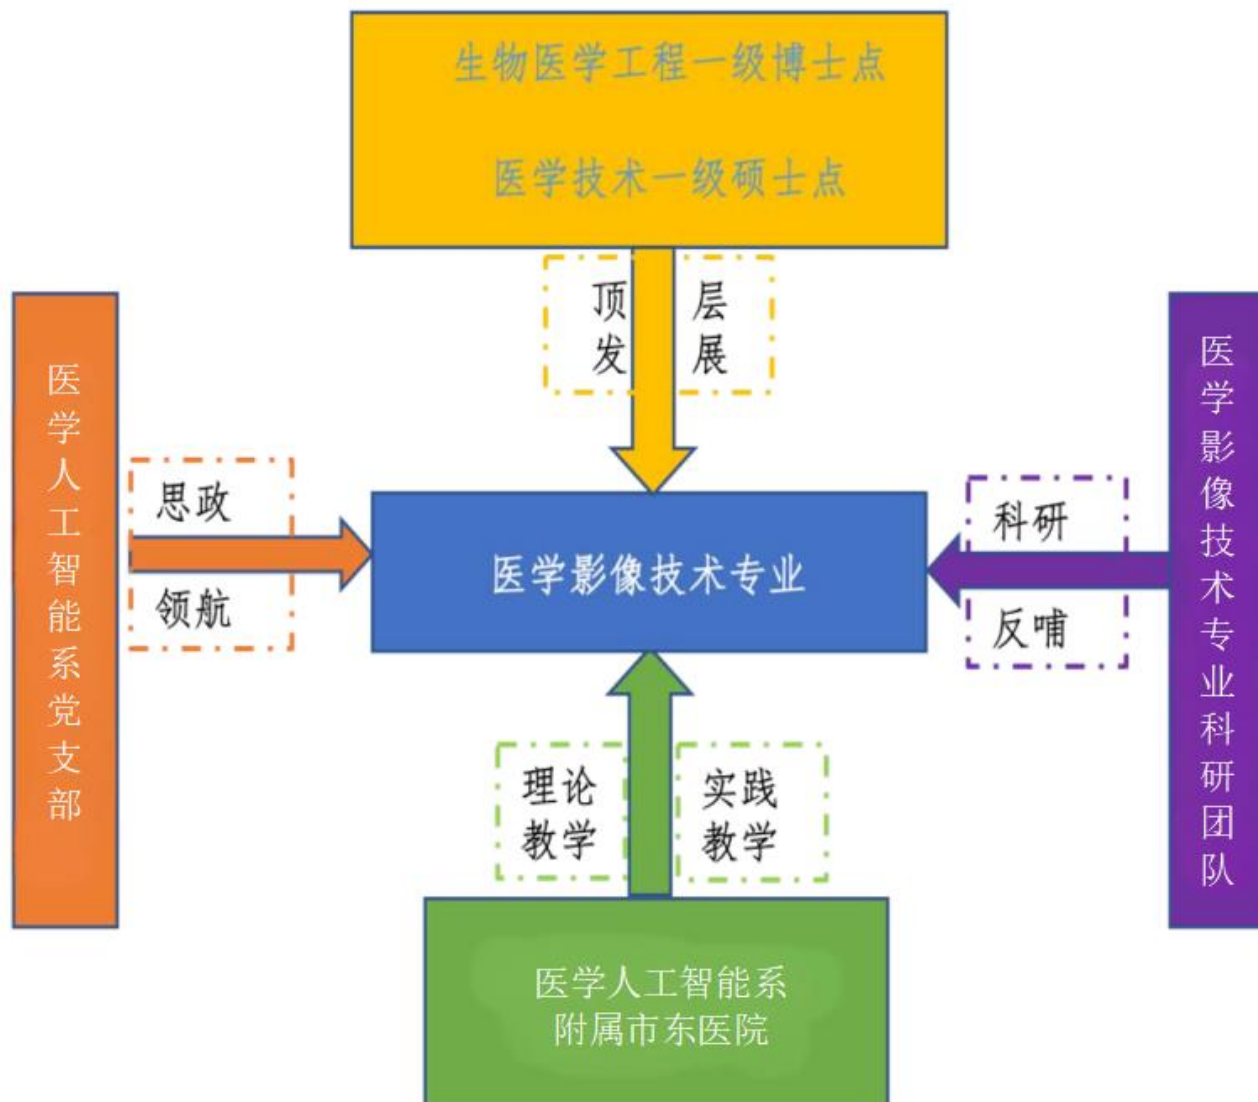 生物医学工程一级博士点
医学技术一级硕士点
顶层
发展
医学人工智能系党支部
思政
领航
医学影像技术专业
科研
反哺
医学影像技术专业科研团队
理论
教学
实践
教学
医学人工智能系
附属市东医院